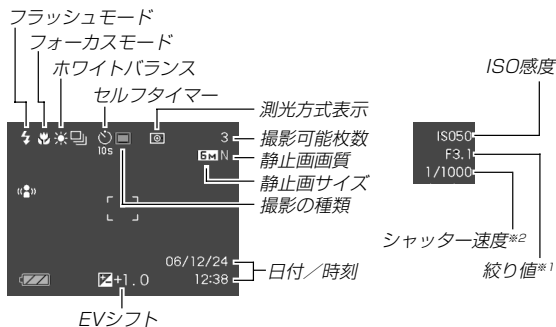 フラッシュモード
フォーカスモード
ホワイトバランス
セルフタイマー
測光方式表示
撮影可能枚数
静止画画質
静止画サイズ
撮影の種類
日付／時刻
EVシフト
10s
3
6M N
06/12/24
+1.0 12:38
ISO感度
ISO50
F3.1
1/1000
シャッター速度※2
絞り値※1